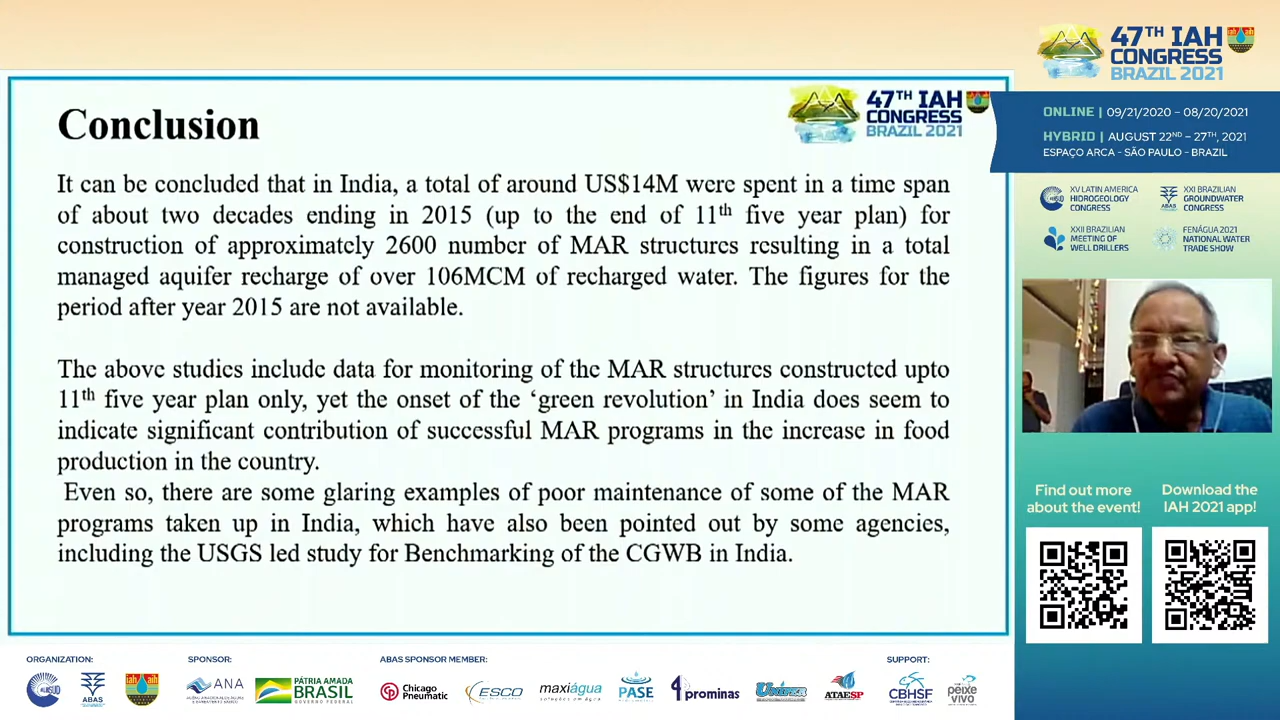 47TH IAH
CONGRESS
BRAZIL 2021
Conclusion
47TH IAH
CONGRESS
BRAZIL 2021
It can be concluded that in India, a total of around US$14M were spent in a time span
of about two decades ending in 2015 (up to the end of 11th five year plan) for
construction of approximately 2600 number of MAR structures resulting in a total
managed aquifer recharge of over 106MCM of recharged water. The figures for the
period after year 2015 are not available.
The above studies include data for monitoring of the MAR structures constructed upto
11th five year plan only, yet the onset of the ‘green revolution’ in India does seem to
indicate significant contribution of successful MAR programs in the increase in food
production in the country.
Even so, there are some glaring examples of poor maintenance of some of the MAR
programs taken up in India, which have also been pointed out by some agencies,
including the USGS led study for Benchmarking of the CGWB in India.
ONLINE | 09/21/2020 – 08/20/2021
HYBRID | AUGUST 22ND – 27TH, 2021
ESPAÇO ARCA - SÃO PAULO - BRAZIL
XV LATIN AMERICA
HIDROGEOLOGY
CONGRESS
XXI BRAZILIAN
GROUNDWATER
CONGRESS
XXII BRAZILIAN
MEETING OF
WELL DRILLERS
FENÁGUA 2021
NATIONAL WATER
TRADE SHOW
Find out more
about the event!
Download the
IAH 2021 app!
ORGANIZATION:
ABAS
SPONSOR:
ANA
PÁTRIA AMADA
BRASIL
GOVERNO FEDERAL
ABAS SPONSOR MEMBER:
Chicago
Pneumatic
ESCO
maxiágua
soluções em água
PASE
prominas
ATAESP
SUPPORT:
CBHSF
peixe
vivo